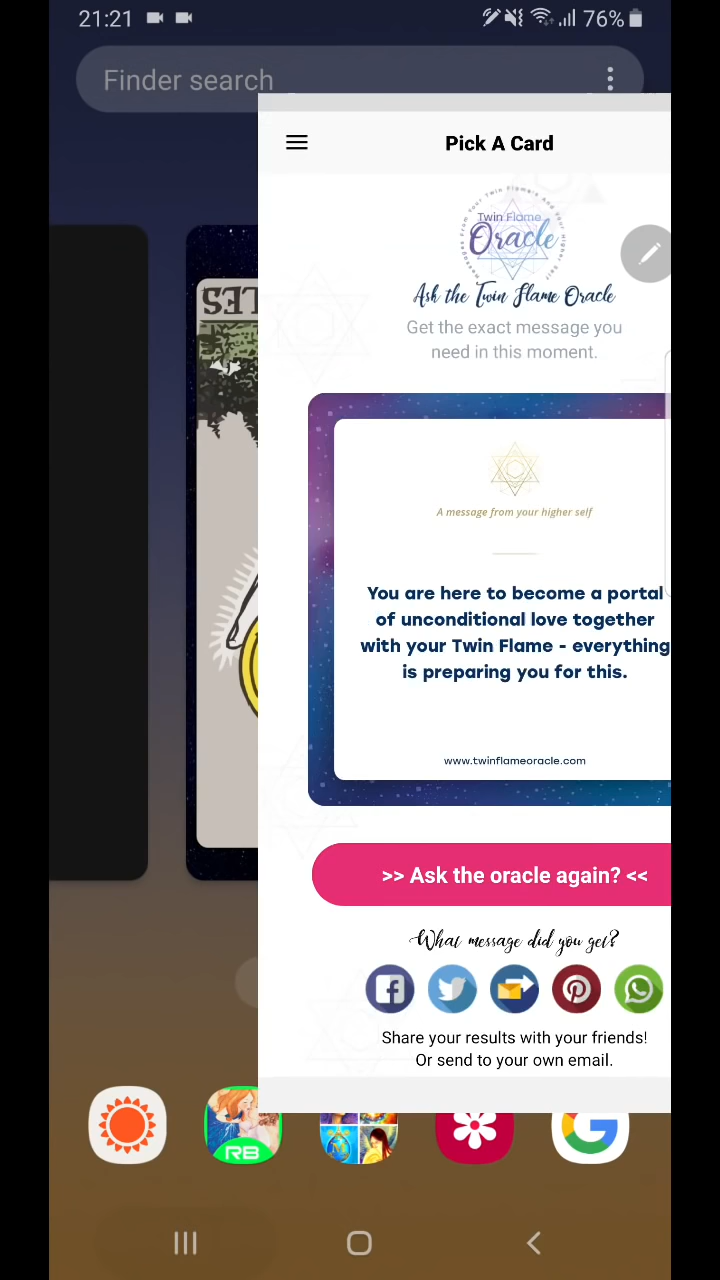 21:21
76%
Finder search
Pick A Card
Twin Flame
Oracle
Ask the Twin Flame Oracle
Get the exact message you
need in this moment.
A message from your higher self
You are here to become a portal
of unconditional love together
with your Twin Flame - everything
is preparing you for this.
www.twinflameoracle.com
>> Ask the oracle again? <<
What message did you get?
Share your results with your friends!
Or send to your own email.
RB